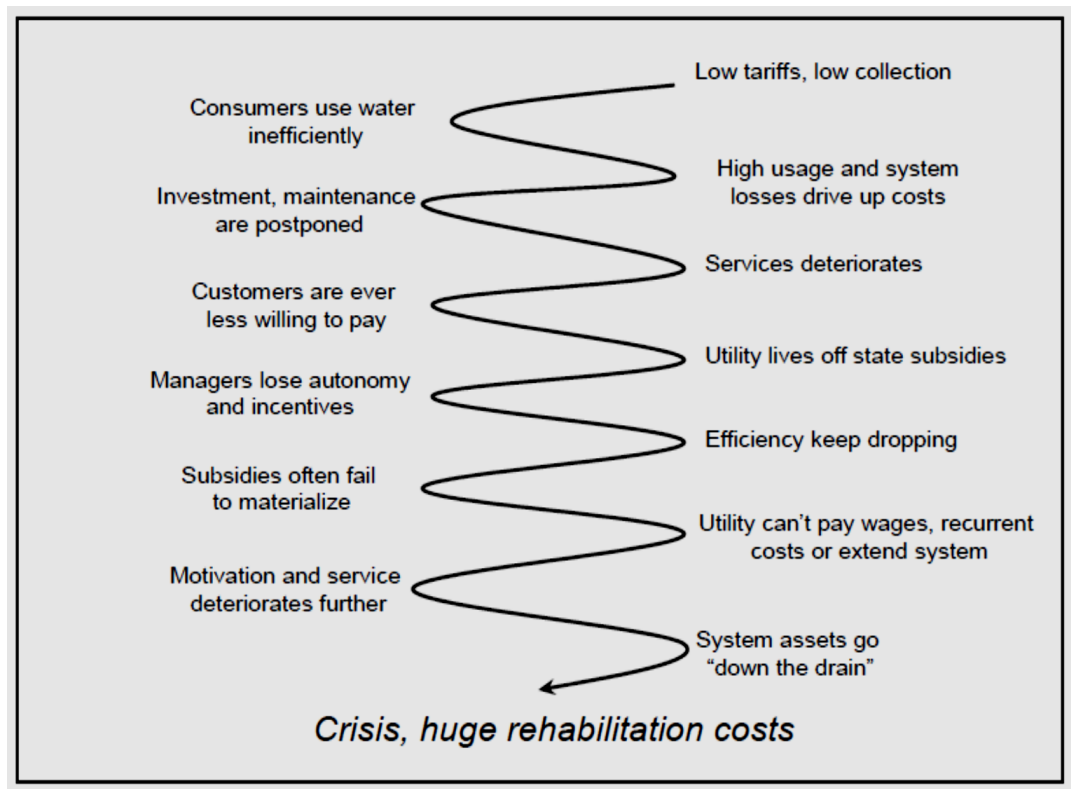 Low tariffs, low collection
Consumers use water
inefficiently
High usage and system
losses drive up costs
Investment, maintenance
are postponed
Services deteriorates
Customers are ever
less willing to pay
Utility lives off state subsidies
Managers lose autonomy
and incentives
Efficiency keep dropping
Subsidies often fail
to materialize
Utility can’t pay wages, recurrent
costs or extend system
Motivation and service
deteriorates further
System assets go
“down the drain”
Crisis, huge rehabilitation costs